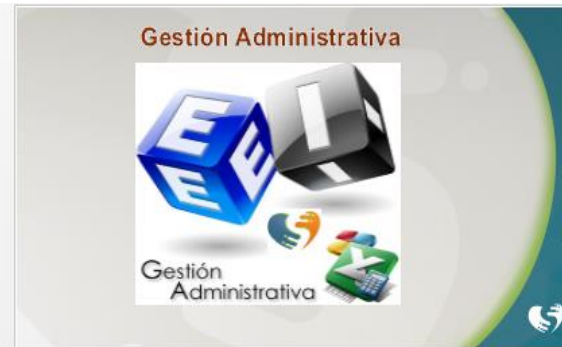 Gestión Administrativa
E I
E E I
I
Gestión
Administrativa